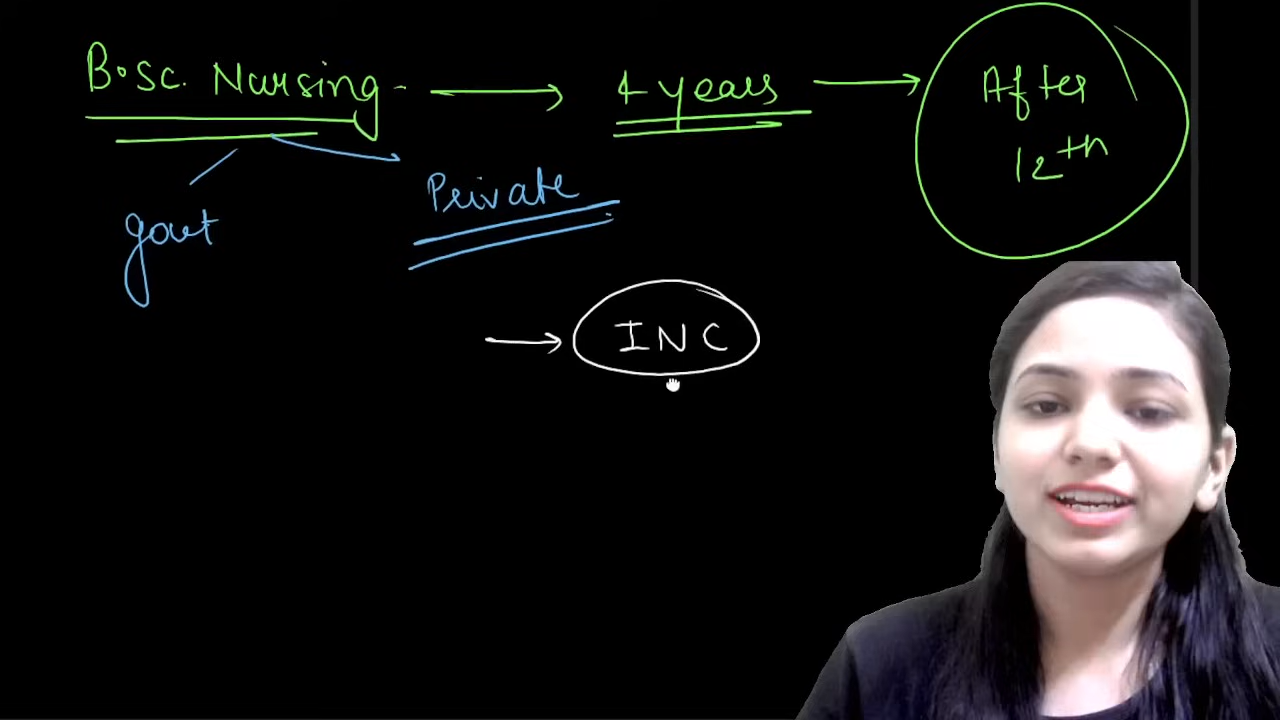 B.Sc. Nursing - → 4 years → After
12th
govt Private
→ INC